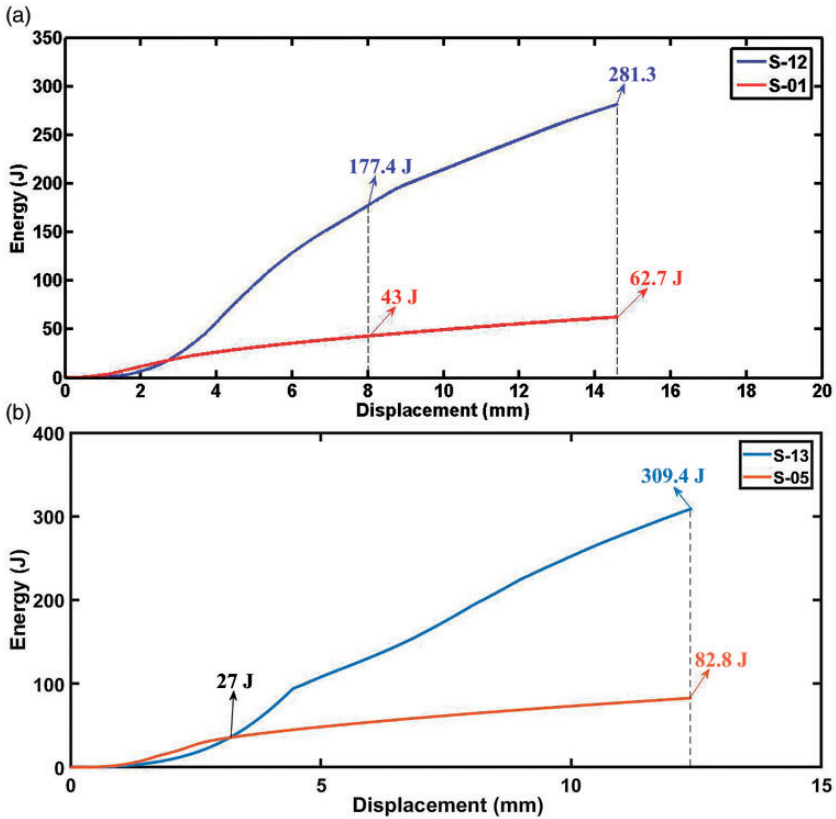 (a)
350
300
250
200
150
100
50
0
Energy (J)
S-12
S-01
281.3
177.4 J
43 J
62.7 J
0 2 4 6 8 10 12 14 16 18 20
Displacement (mm)
(b)
400
300
200
100
0
Energy (J)
S-13
S-05
309.4 J
27 J
82.8 J
0 5 10 15
Displacement (mm)